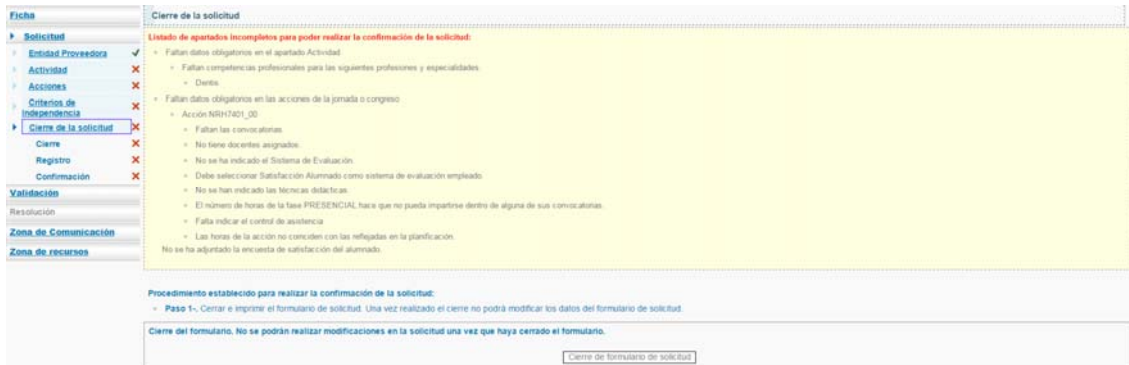 Ficha
Solicitud
Entidad Proveedora
Actividad
Acciones
Criterios de
Independencia
Cierre de la solicitud
Cierre
Registro
Confirmación
Validación
Resolución
Zona de Comunicación
Zona de recursos
Cierre de la solicitud
Listado de apartados incompletos para poder realizar la confirmación de la solicitud:
Faltan datos obligatorios en el apartado Actividad
Faltan competencias profesionales para las siguientes profesiones y especialidades
Dentis
Faltan datos obligatorios en las acciones de la jornada o congreso
Acción NRH7401_00
Faltan las convocatorias
No tiene docentes asignados.
No se ha indicado el Sistema de Evaluación.
Debe seleccionar Satisfacción Alumnado como sistema de evaluación empleado.
No se han indicado las técnicas didácticas.
El número de horas de la fase PRESENCIAL hace que no pueda impartirse dentro de alguna de sus convocatorias.
Falta indicar el control de asistencia
Las horas de la acción no coinciden con las reflejadas en la planificación.
No se ha adjuntado la encuesta de satisfacción del alumnado.
Procedimiento establecido para realizar la confirmación de la solicitud:
Paso 1-. Cerrar e imprimir el formulario de solicitud. Una vez realizado el cierre no podrá modificar los datos del formulario de solicitud.
Cierre del formulario. No se podrán realizar modificaciones en la solicitud una vez que haya cerrado el formulario.
Cierre de formulario de solicitud